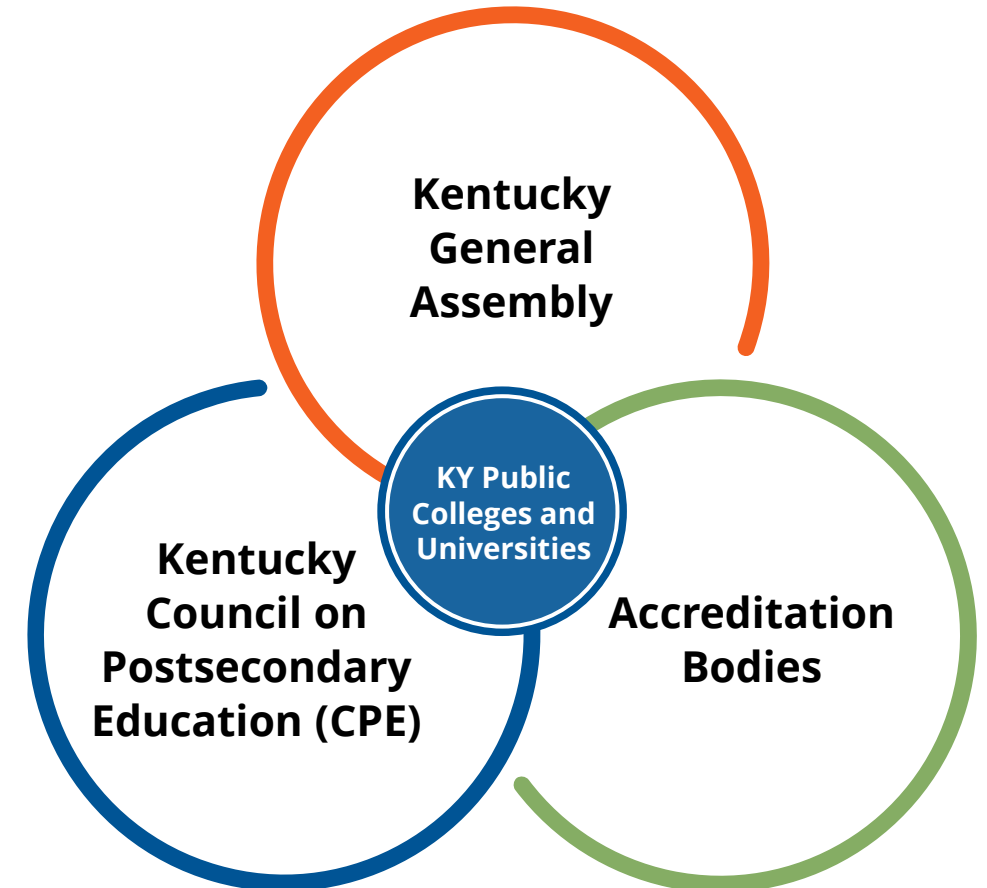 Kentucky
General
Assembly
KY Public
Colleges and
Universities
Kentucky
Council on
Postsecondary
Education (CPE)
Accreditation
Bodies